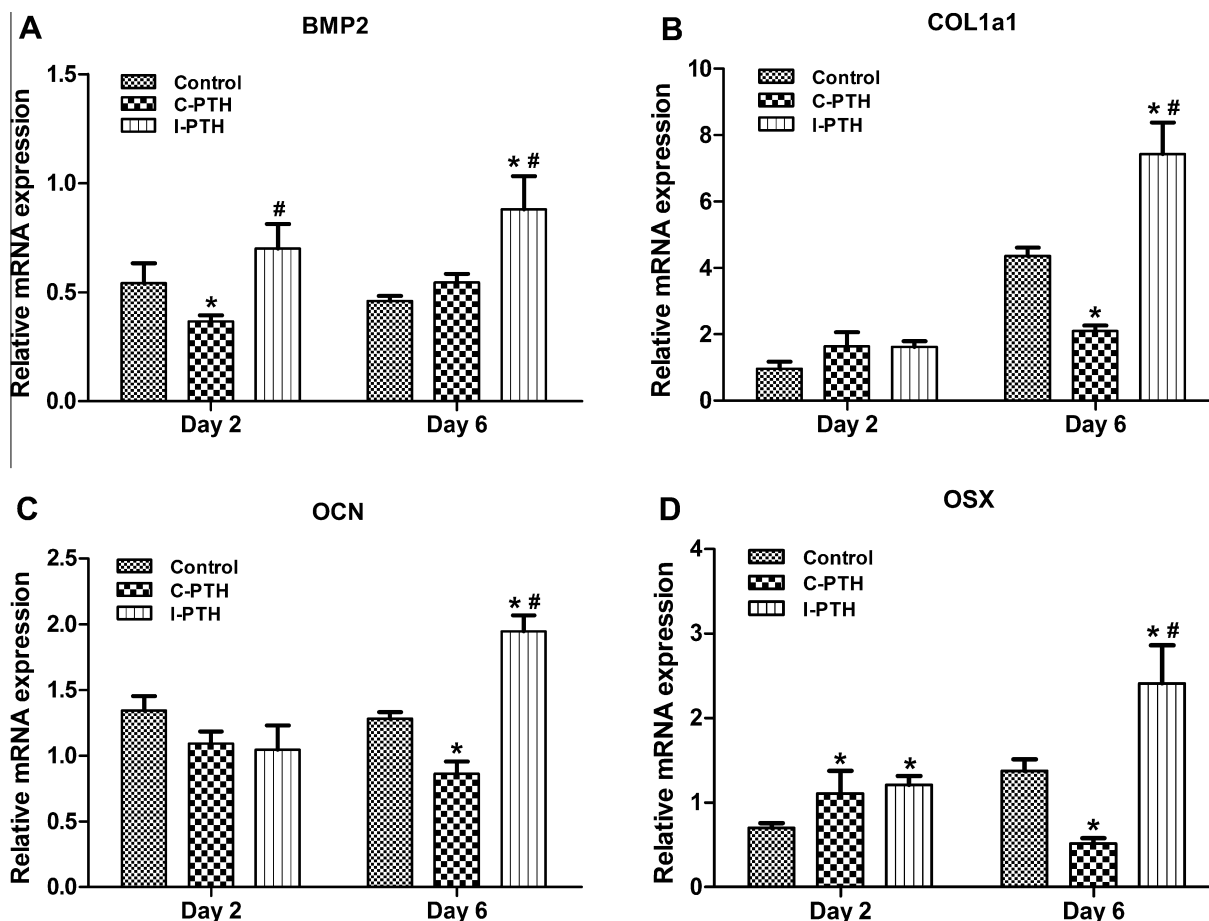 A
BMP2
Relative mRNA expression
1.5
1.0
0.5
0.0
Control
C-PTH
I-PTH
*
#
* #
Day 2
Day 6
B
COL1a1
Relative mRNA expression
10
8
6
4
2
0
Control
C-PTH
I-PTH
*
* #
Day 2
Day 6
C
OCN
Relative mRNA expression
2.5
2.0
1.5
1.0
0.5
0.0
Control
C-PTH
I-PTH
*
* #
Day 2
Day 6
D
OSX
Relative mRNA expression
4
3
2
1
0
Control
C-PTH
I-PTH
*
*
*
* #
Day 2
Day 6